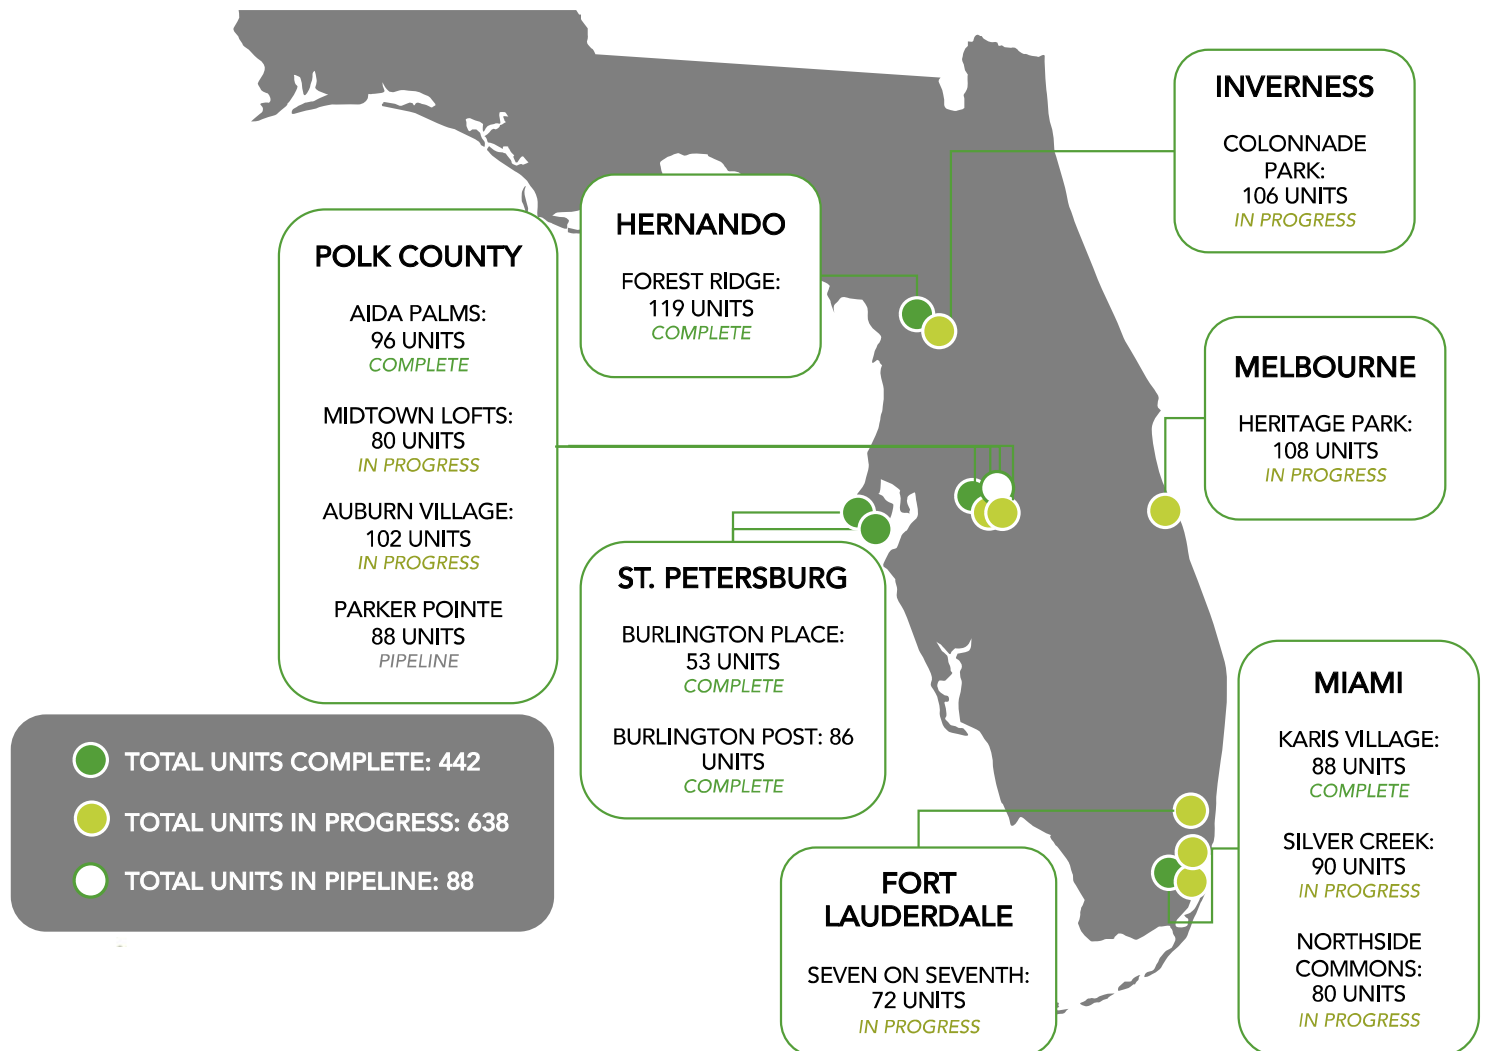 INVERNESS
COLONNADE
PARK:
106 UNITS
IN PROGRESS
HERNANDO
FOREST RIDGE:
119 UNITS
COMPLETE
POLK COUNTY
AIDA PALMS:
96 UNITS
COMPLETE
MIDTOWN LOFTS:
80 UNITS
IN PROGRESS
AUBURN VILLAGE:
102 UNITS
IN PROGRESS
PARKER POINTE
88 UNITS
PIPELINE
MELBOURNE
HERITAGE PARK:
108 UNITS
IN PROGRESS
ST. PETERSBURG
BURLINGTON PLACE:
53 UNITS
COMPLETE
BURLINGTON POST: 86
UNITS
COMPLETE
MIAMI
KARIS VILLAGE:
88 UNITS
COMPLETE
SILVER CREEK:
90 UNITS
IN PROGRESS
NORTHSIDE
COMMONS:
80 UNITS
IN PROGRESS
FORT
LAUDERDALE
SEVEN ON SEVENTH:
72 UNITS
IN PROGRESS
TOTAL UNITS COMPLETE: 442
TOTAL UNITS IN PROGRESS: 638
TOTAL UNITS IN PIPELINE: 88